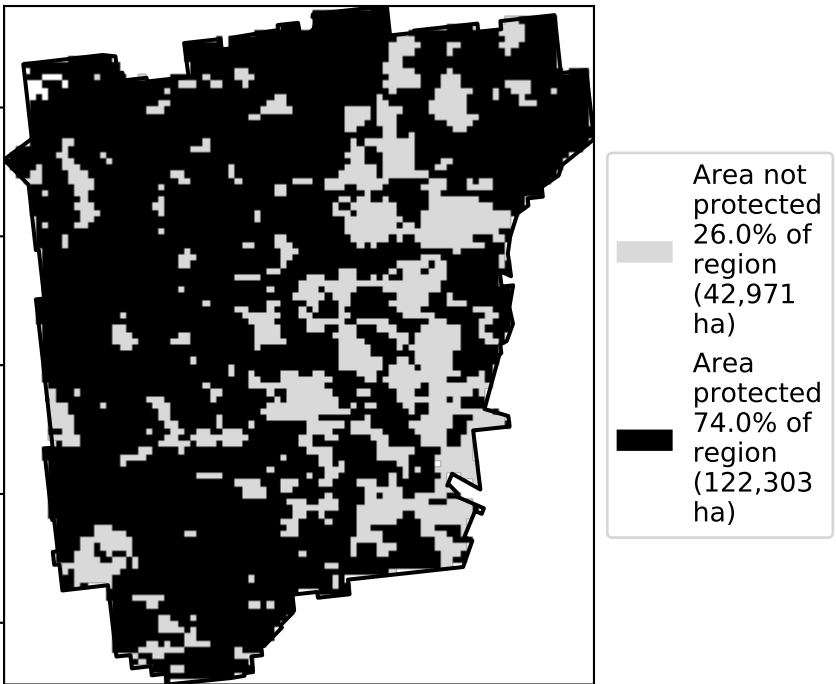 Area not
protected
26.0% of
region
(42,971
ha)
Area
protected
74.0% of
region
(122,303
ha)